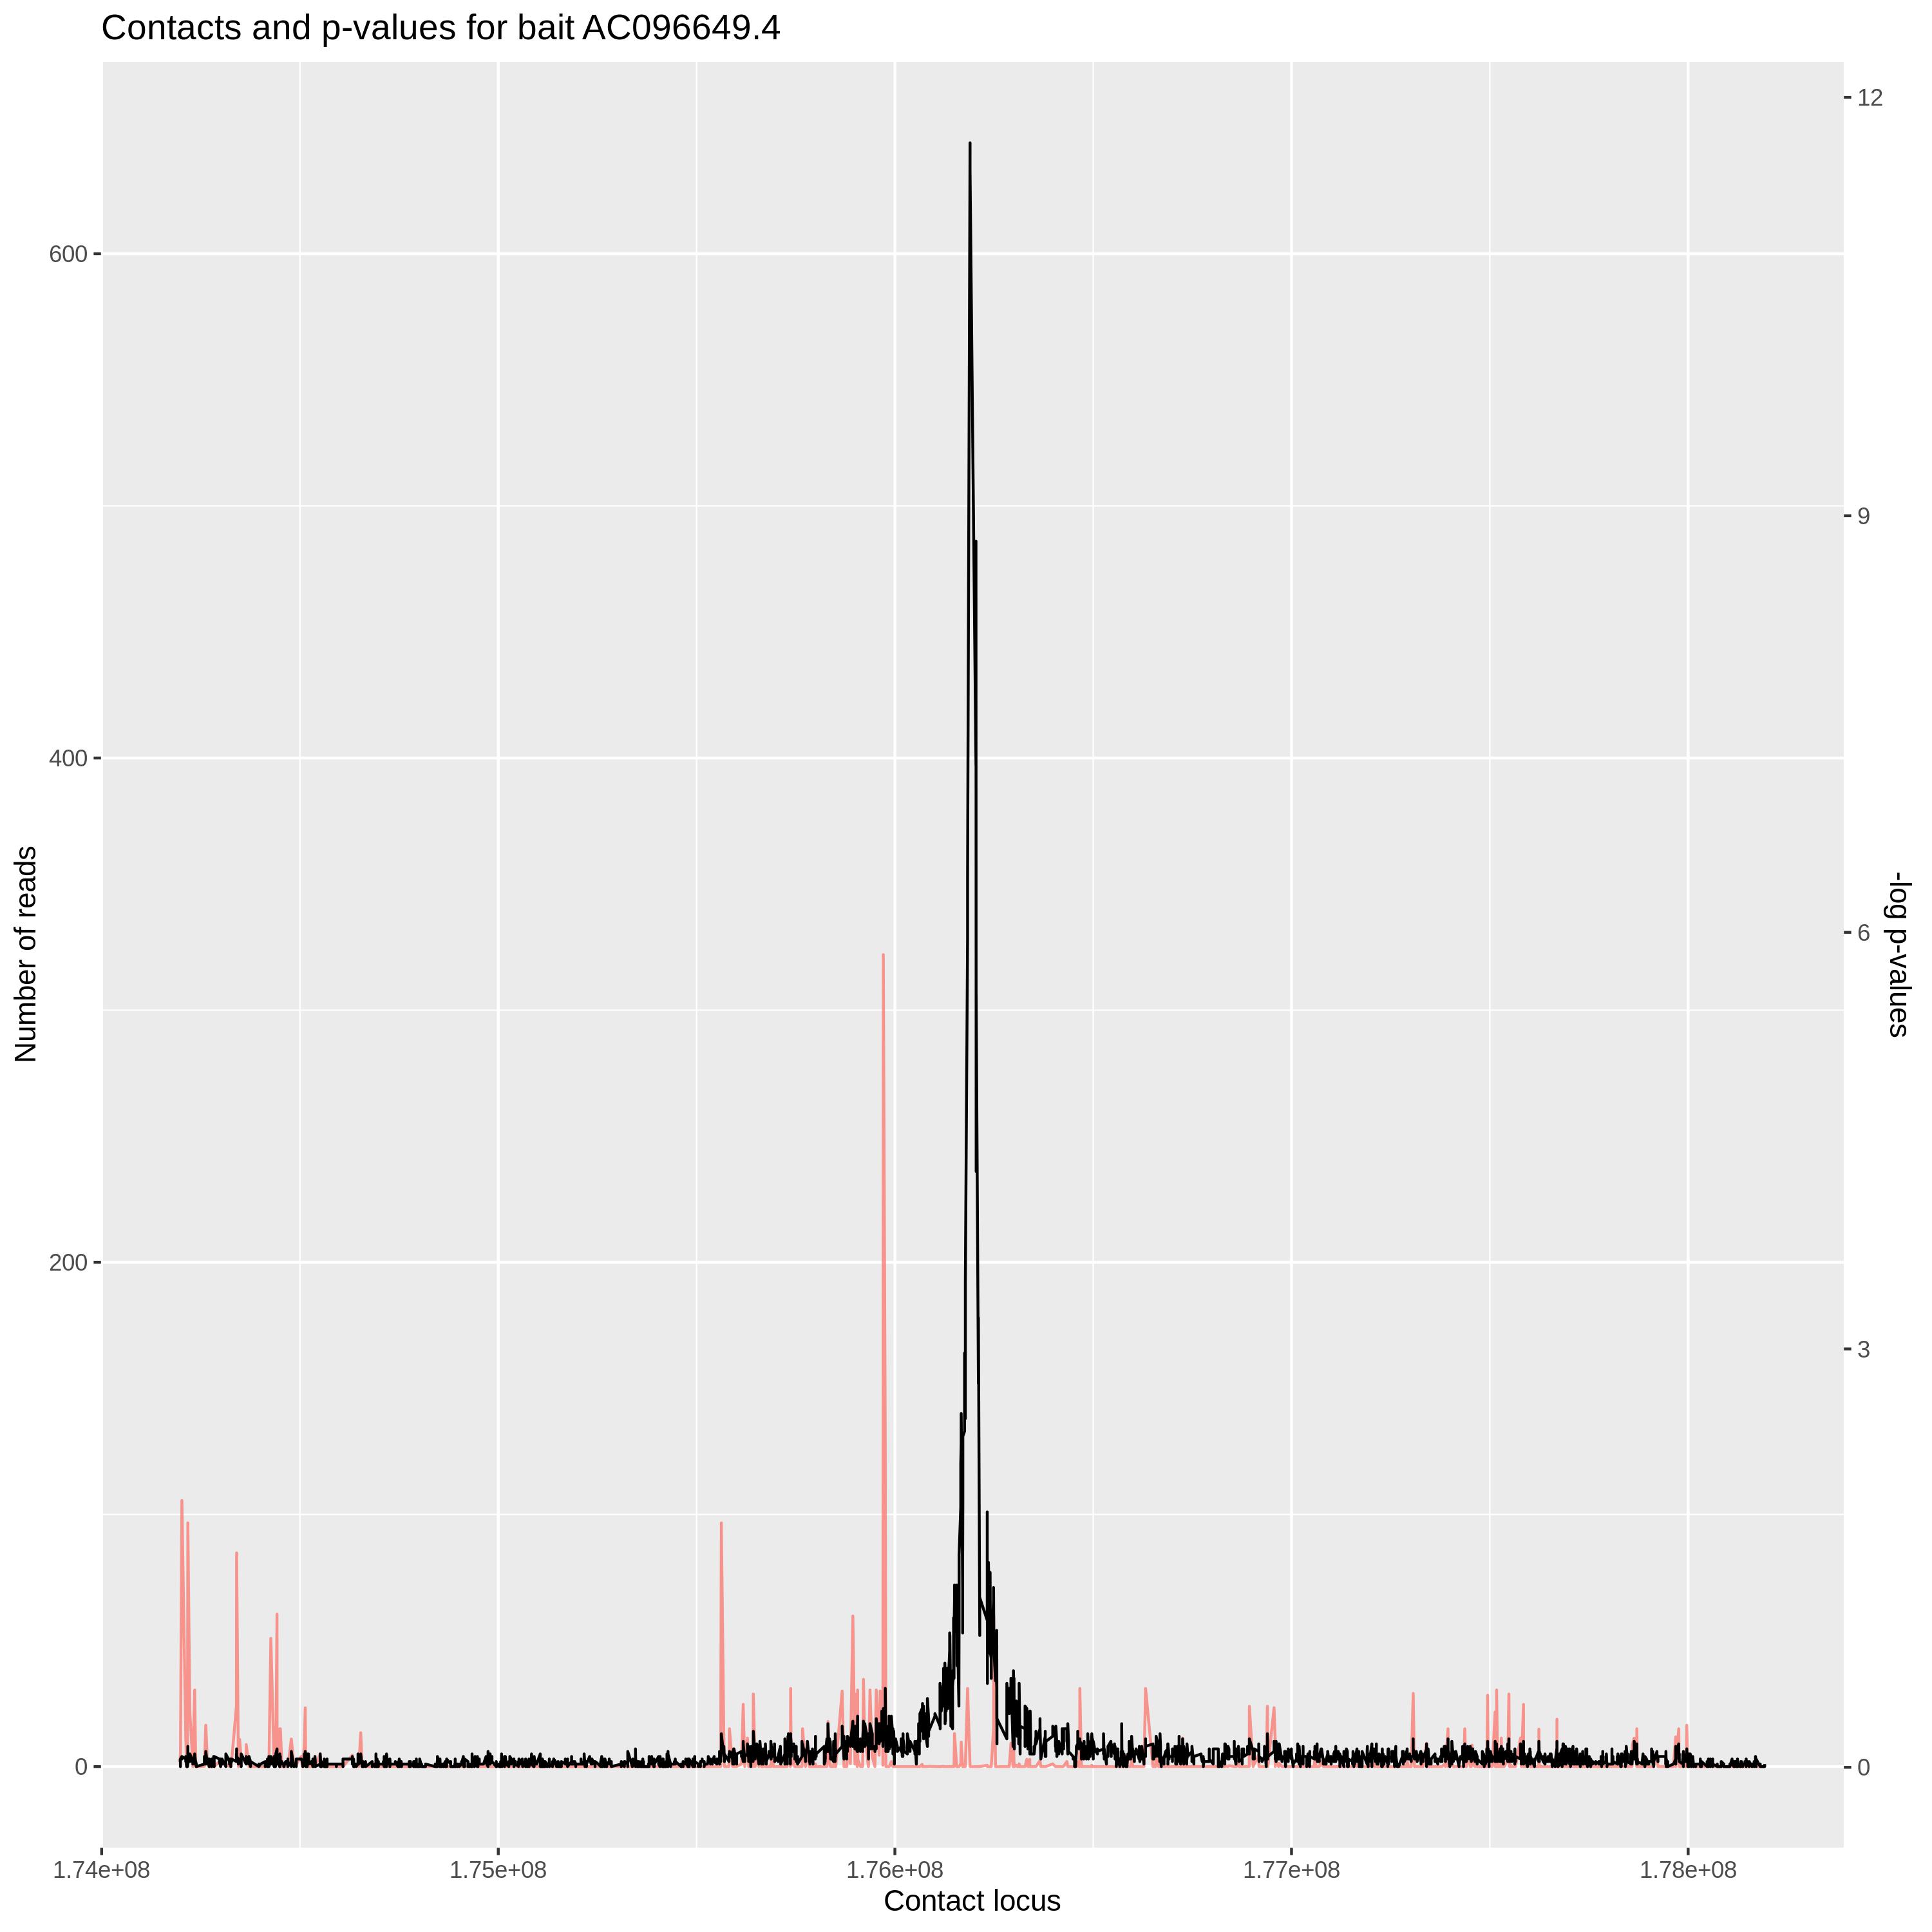 Contacts and p-values for bait AC096649.4
Number of reads
600
400
200
0
12
9
6
3
0
-log p-values
1.74e+08 1.75e+08 1.76e+08 1.77e+08 1.78e+08
Contact locus